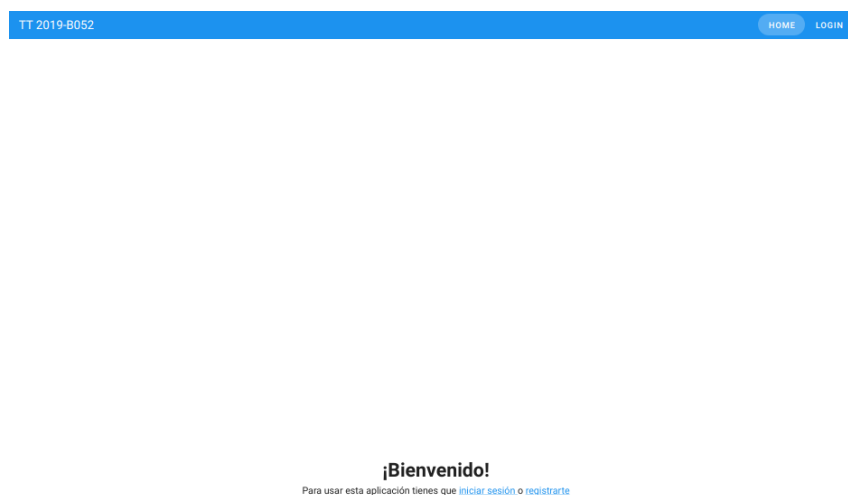 TT 2019-B052 HOME LOGIN
¡Bienvenido!
Para usar esta aplicación tienes que iniciar sesión o registrarte